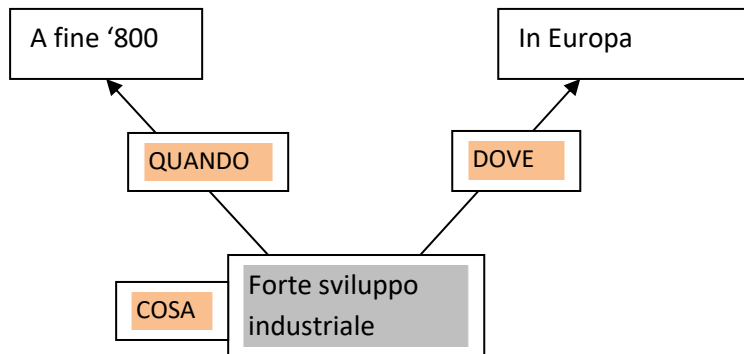 A fine ‘800
In Europa
QUANDO
DOVE
COSA
Forte sviluppo
industriale